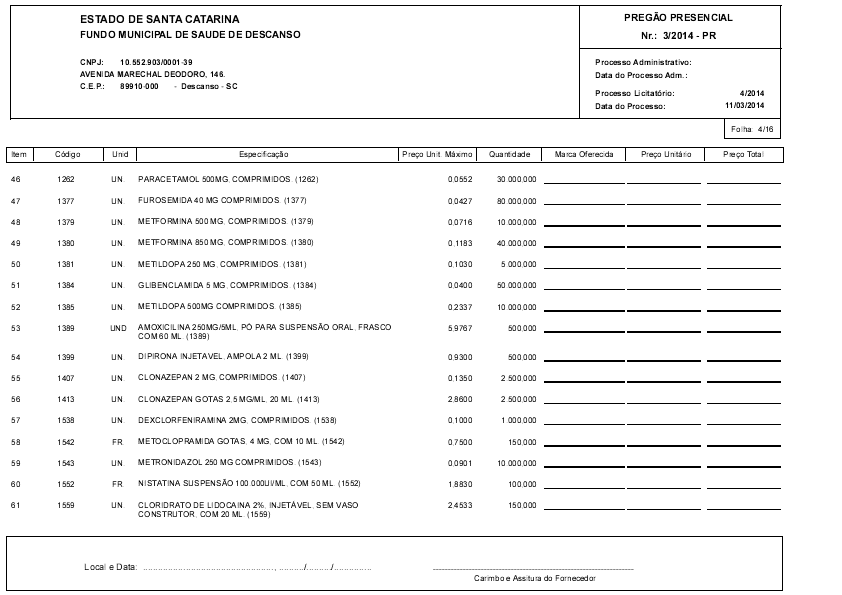 ESTADO DE SANTA CATARINA
FUNDO MUNICIPAL DE SAUDE DE DESCANSO
CNPJ: 10.552.903/0001-39
AVENIDA MARECHAL DEODORO, 146.
C.E.P.: 89910-000 - Descanso - SC
PREGÃO PRESENCIAL
Nr.: 3/2014 - PR
Processo Administrativo:
Data do Processo Adm.:
Processo Licitatório: 4/2014
Data do Processo: 11/03/2014
Folha: 4/16
Item Código Unid Especificação Preço Unit. Máximo Quantidade Marca Oferecida Preço Unitário Preço Total
46 1262 UN. PARACETAMOL 500MG, COMPRIMIDOS. (1262) 0,0552 30.000,000
47 1377 UN. FUROSEMIDA 40 MG COMPRIMIDOS. (1377) 0,0427 80.000,000
48 1379 UN. METFORMINA 500 MG, COMPRIMIDOS. (1379) 0,0716 10.000,000
49 1380 UN. METFORMINA 850 MG, COMPRIMIDOS. (1380) 0,1183 40.000,000
50 1381 UN. METILDOPA 250 MG, COMPRIMIDOS. (1381) 0,1030 5.000,000
51 1384 UN. GLIBENCLAMIDA 5 MG, COMPRIMIDOS. (1384) 0,0400 50.000,000
52 1385 UN. METILDOPA 500MG COMPRIMIDOS. (1385) 0,2337 10.000,000
53 1389 UND AMOXICILINA 250MG/5ML, PÓ PARA SUSPENSÃO ORAL, FRASCO 5,9767 500,000
COM 60 ML. (1389)
54 1399 UN. DIPIRONA INJETAVEL, AMPOLA 2 ML. (1399) 0,9300 500,000
55 1407 UN. CLONAZEPAN 2 MG, COMPRIMIDOS. (1407) 0,1350 2.500,000
56 1413 UN. CLONAZEPAN GOTAS 2,5 MG/ML, 20 ML. (1413) 2,8600 2.500,000
57 1538 UN. DEXCLORFENIRAMINA 2MG, COMPRIMIDOS. (1538) 0,1000 1.000,000
58 1542 FR. METOCLOPRAMIDA GOTAS, 4 MG, COM 10 ML. (1542) 0,7500 150,000
59 1543 UN. METRONIDAZOL 250 MG COMPRIMIDOS. (1543) 0,0901 10.000,000
60 1552 FR. NISTATINA SUSPENSÃO 100.000UI/ML, COM 50 ML. (1552) 1,8830 100,000
61 1559 UN. CLORIDRATO DE LIDOCAINA 2%, INJETÁVEL, SEM VASO 2,4533 150,000
CONSTRUTOR, COM 20 ML. (1559)
Local e Data: ......................................................, ........../........../...............
Carimbo e Assitura do Fornecedor